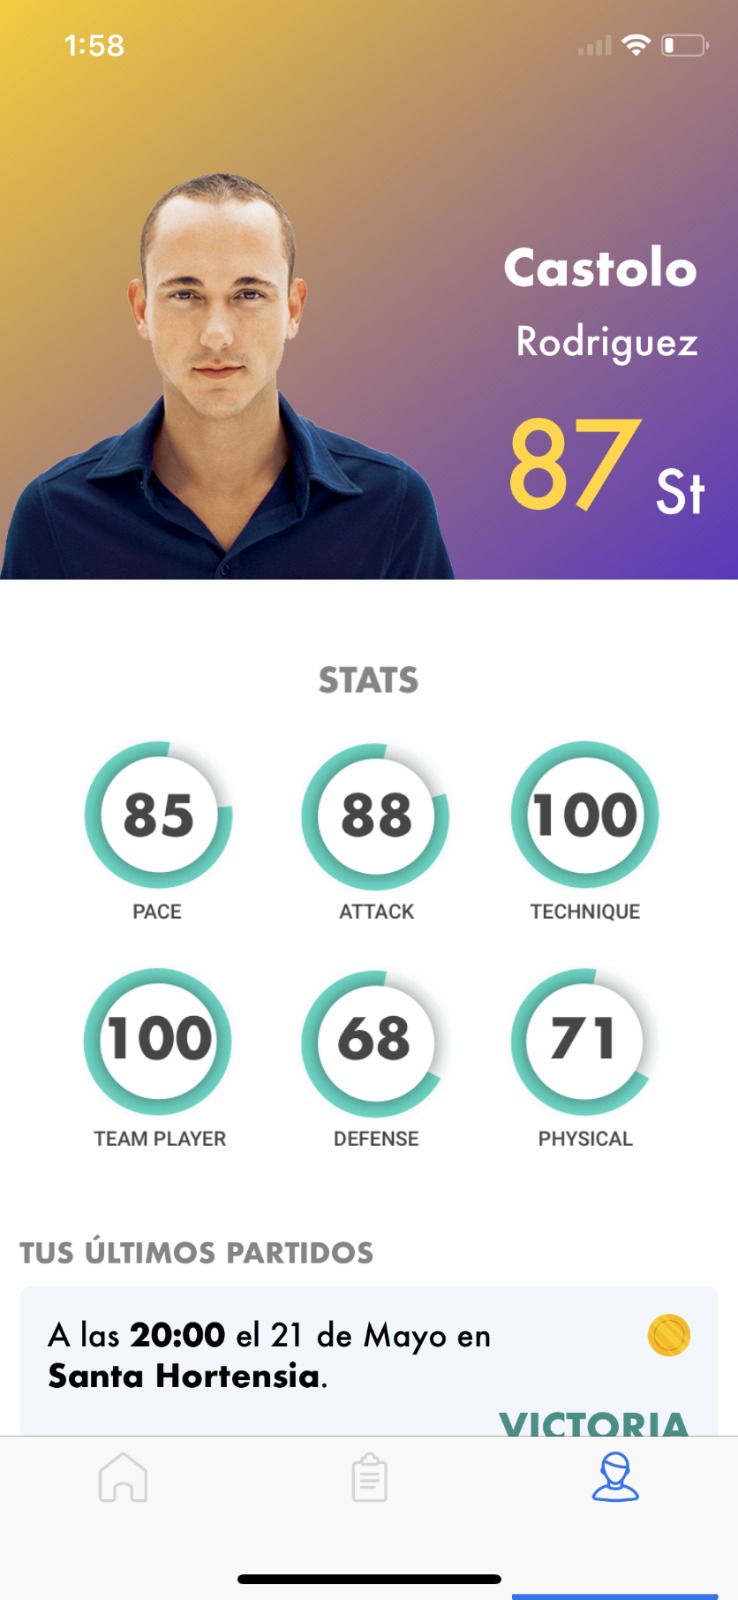 1:58
Castolo
Rodriguez
87 St
STATS
85 88 100
PACE ATTACK TECHNIQUE
100 68 71
TEAM PLAYER DEFENSE PHYSICAL
TUS ÚLTIMOS PARTIDOS
A las 20:00 el 21 de Mayo en
Santa Hortensia.
VICTORIA